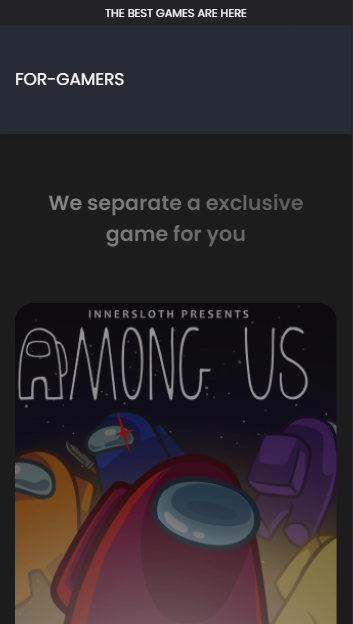 THE BEST GAMES ARE HERE
FOR-GAMERS
We separate a exclusive
game for you
INNERSLOTH PRESENTS
AMONG US